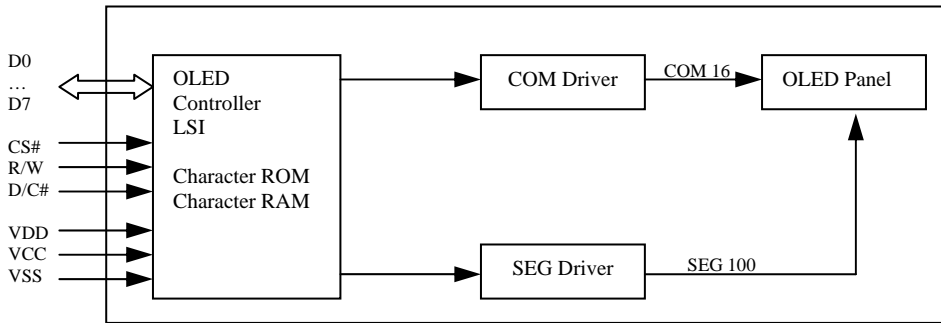 D0
…
D7
CS#
R/W
D/C#
VDD
VCC
VSS
OLED
Controller
LSI
Character ROM
Character RAM
COM Driver
COM 16
OLED Panel
SEG Driver
SEG 100